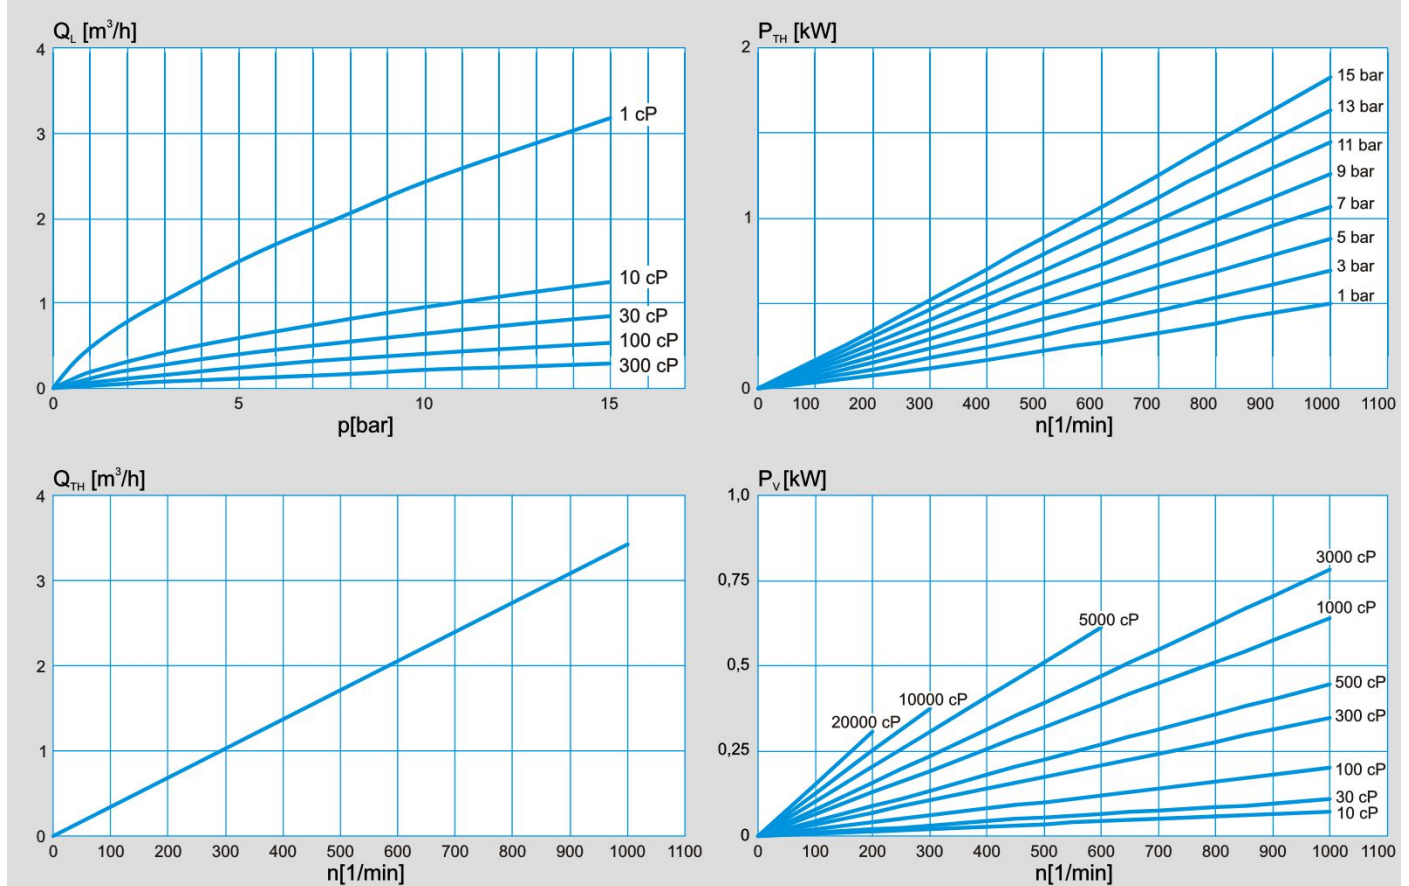 Q_L [m³/h]
4
3
2
1
0
1 cP
10 cP
30 cP
100 cP
300 cP
0 5 10 15
p[bar]
P_TH [kW]
2
1
0
15 bar
13 bar
11 bar
9 bar
7 bar
5 bar
3 bar
1 bar
0 100 200 300 400 500 600 700 800 900 1000 1100
n[1/min]
Q_TH [m³/h]
4
3
2
1
0
0 100 200 300 400 500 600 700 800 900 1000 1100
n[1/min]
P_V [kW]
1,0
0,75
0,5
0,25
0
20000 cP
10000 cP
5000 cP
3000 cP
1000 cP
500 cP
300 cP
100 cP
30 cP
10 cP
0 100 200 300 400 500 600 700 800 900 1000 1100
n[1/min]